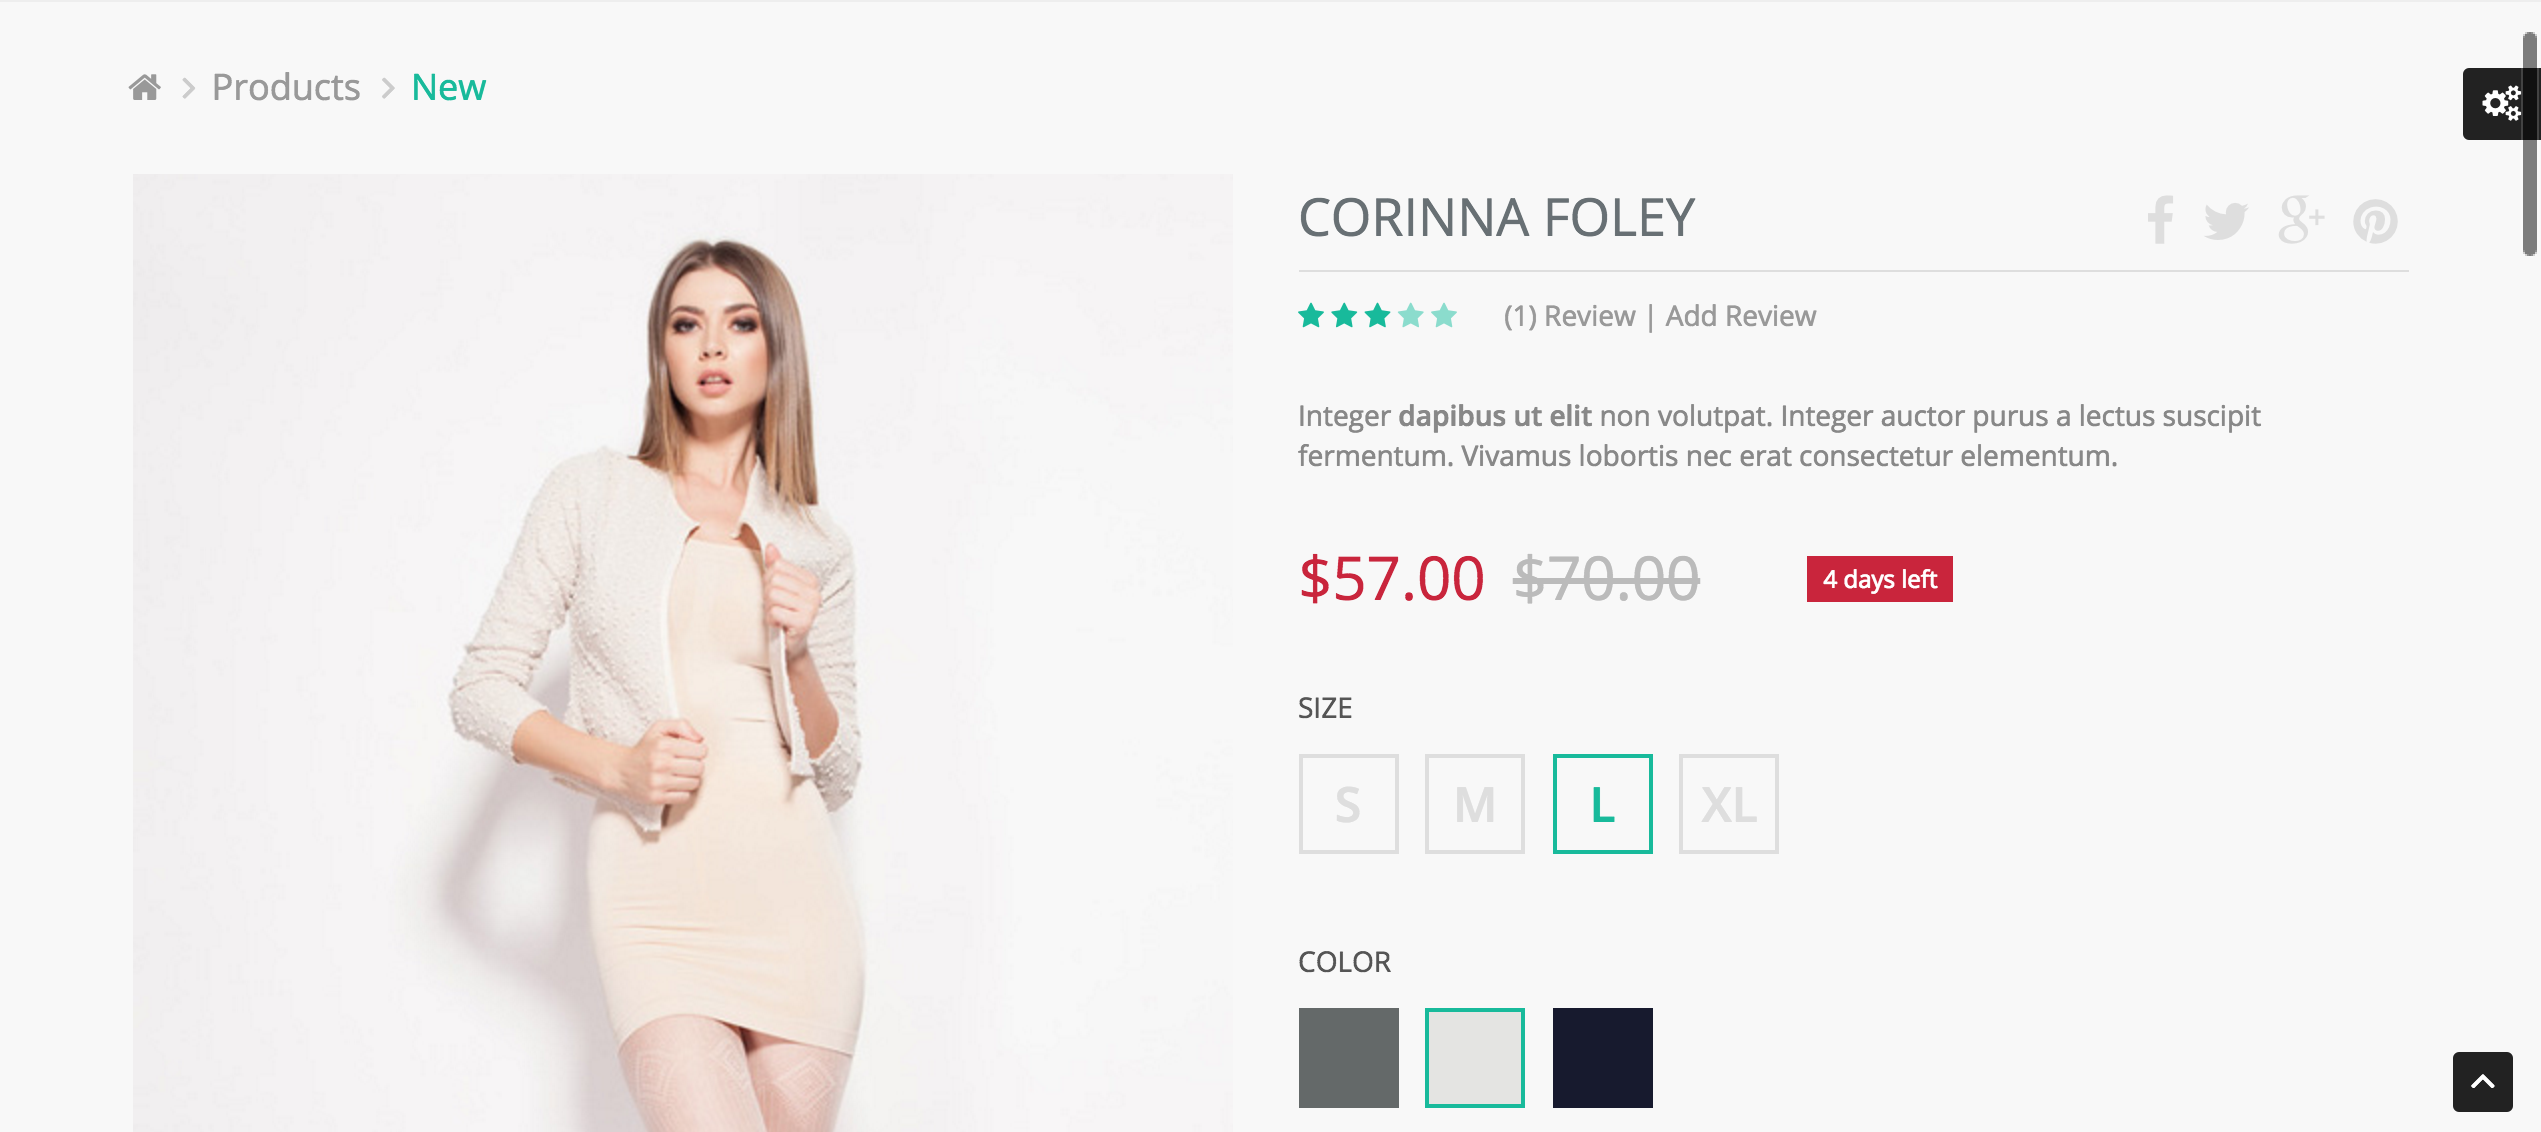 Products New
CORINNA FOLEY
(1) Review | Add Review
Integer dapibus ut elit non volutpat. Integer auctor purus a lectus suscipit
fermentum. Vivamus lobortis nec erat consectetur elementum.
$57.00 $70.00 4 days left
SIZE
S M L XL
COLOR